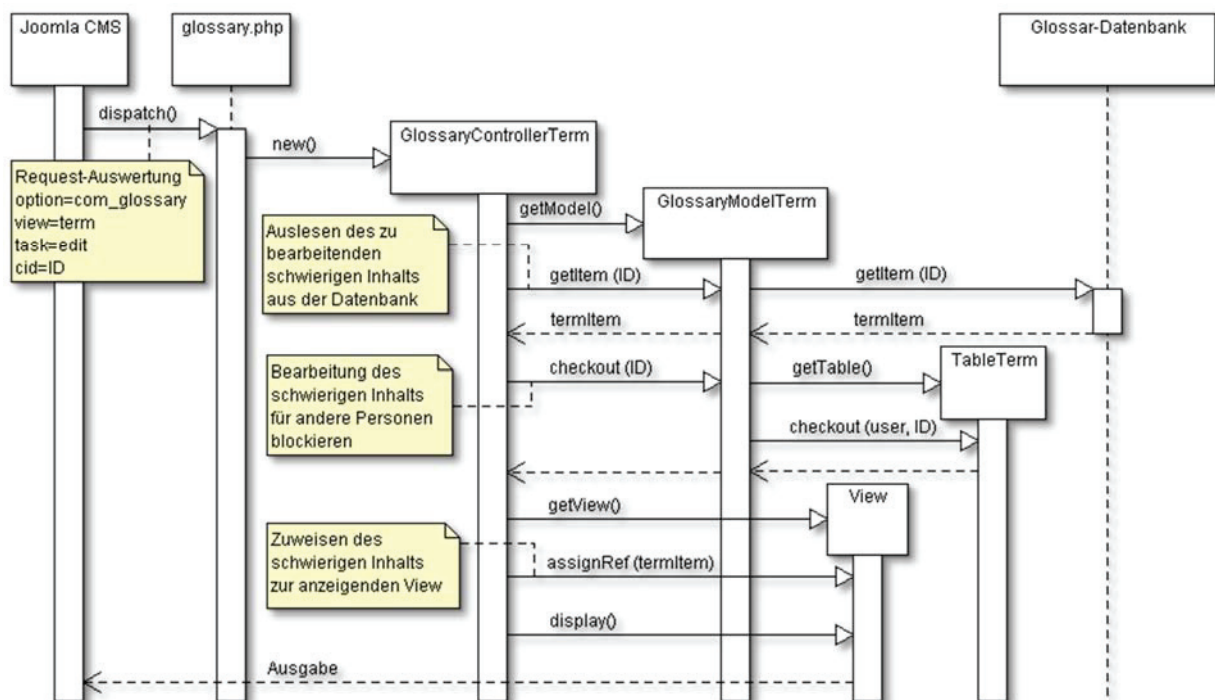 Joomla CMS
glossary.php
Glossar-Datenbank
dispatch()
new()
GlossaryControllerTerm
Request-Auswertung
option=com_glossary
view=term
task=edit
cid=ID
getModel()
GlossaryModelTerm
Auslesen des zu
bearbeitenden
schwierigen Inhalts
aus der Datenbank
getItem (ID)
getItem (ID)
termItem
termItem
Bearbeitung des
schwierigen Inhalts
für andere Personen
blockieren
checkout (ID)
getTable()
TableTerm
checkout (user, ID)
getView()
View
Zuweisen des
schwierigen Inhalts
zur anzeigenden View
assignRef (termItem)
display()
Ausgabe